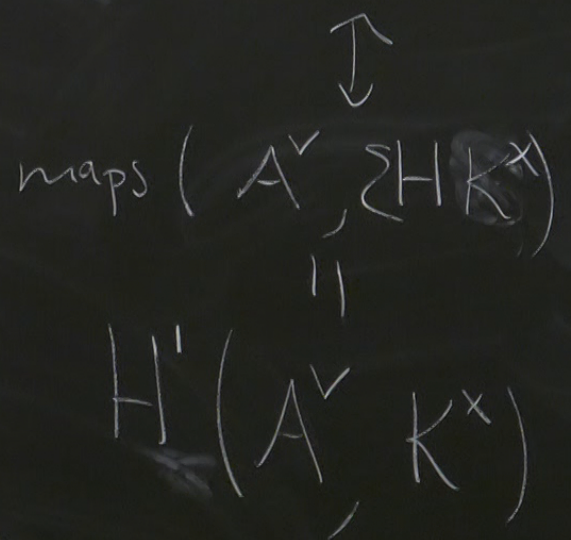 ↕
maps ( A^∨, ΣHK^× )
||
H^1 ( A^∨, K^× )